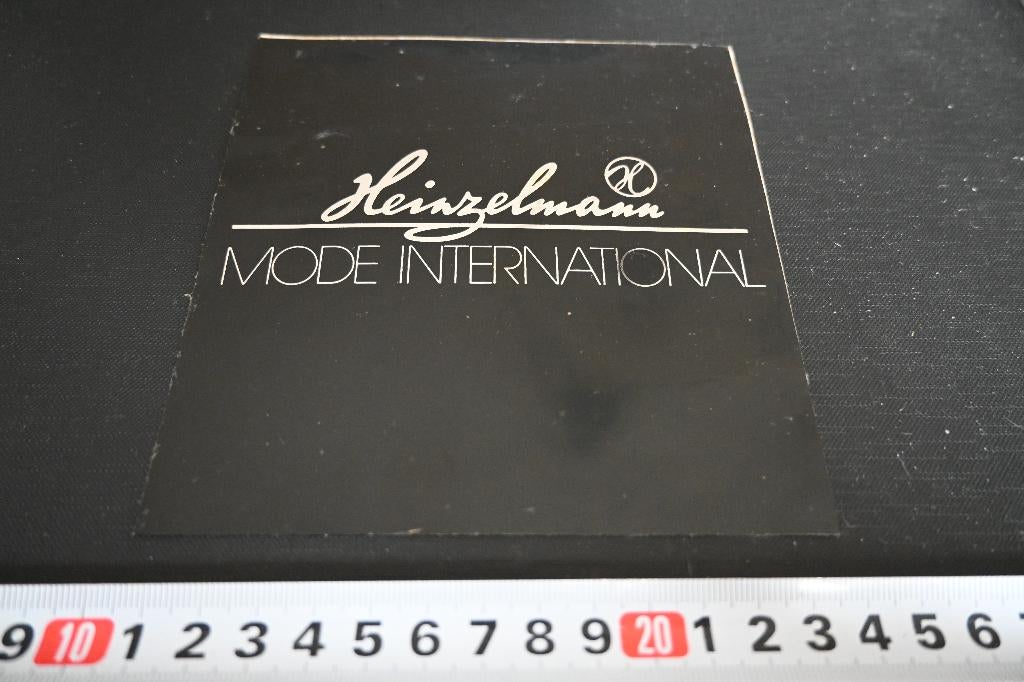 Heinzelmann H
MODE INTERNATIONAL
9 10 1 2 3 4 5 6 7 8 9 20 1 2 3 4 5 6